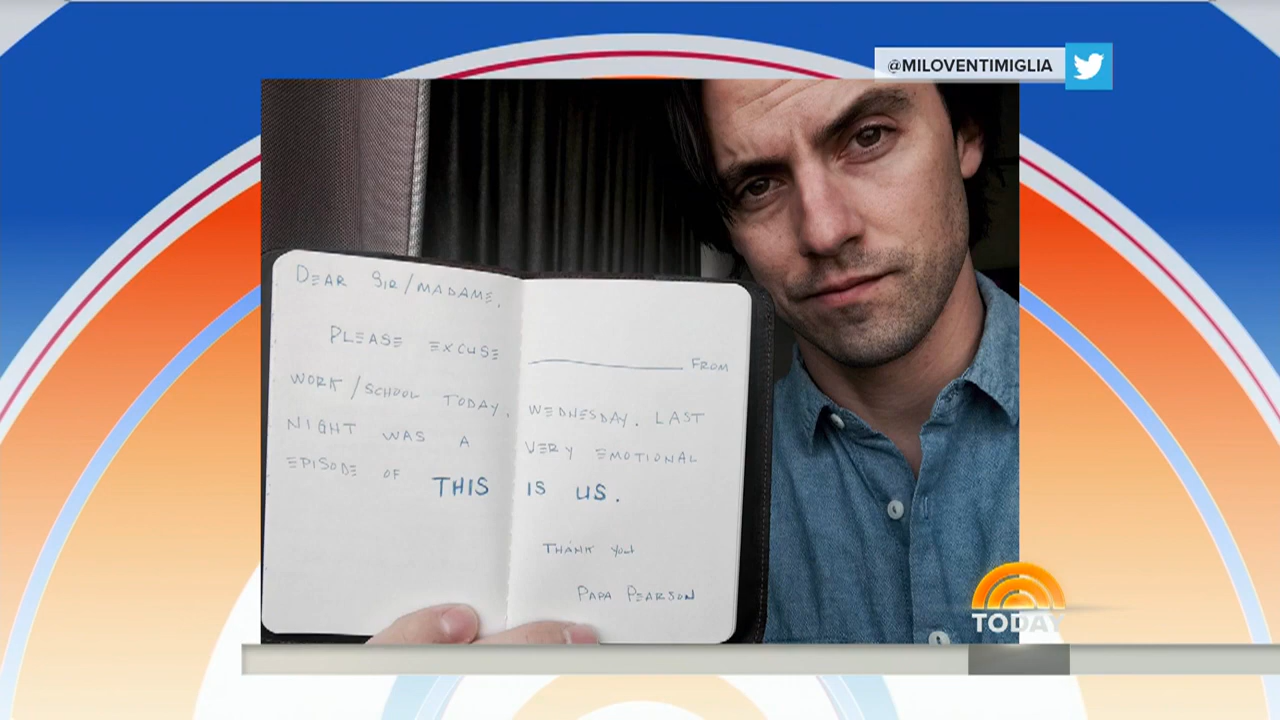 @MILOVENTIMIGLIA
DEAR SIR/MADAME,
PLEASE EXCUSE ____________ FROM
WORK/SCHOOL TODAY, WEDNESDAY. LAST
NIGHT WAS A VERY EMOTIONAL
EPISODE OF THIS IS US.
THANK YOU
PAPA PEARSON
TODAY